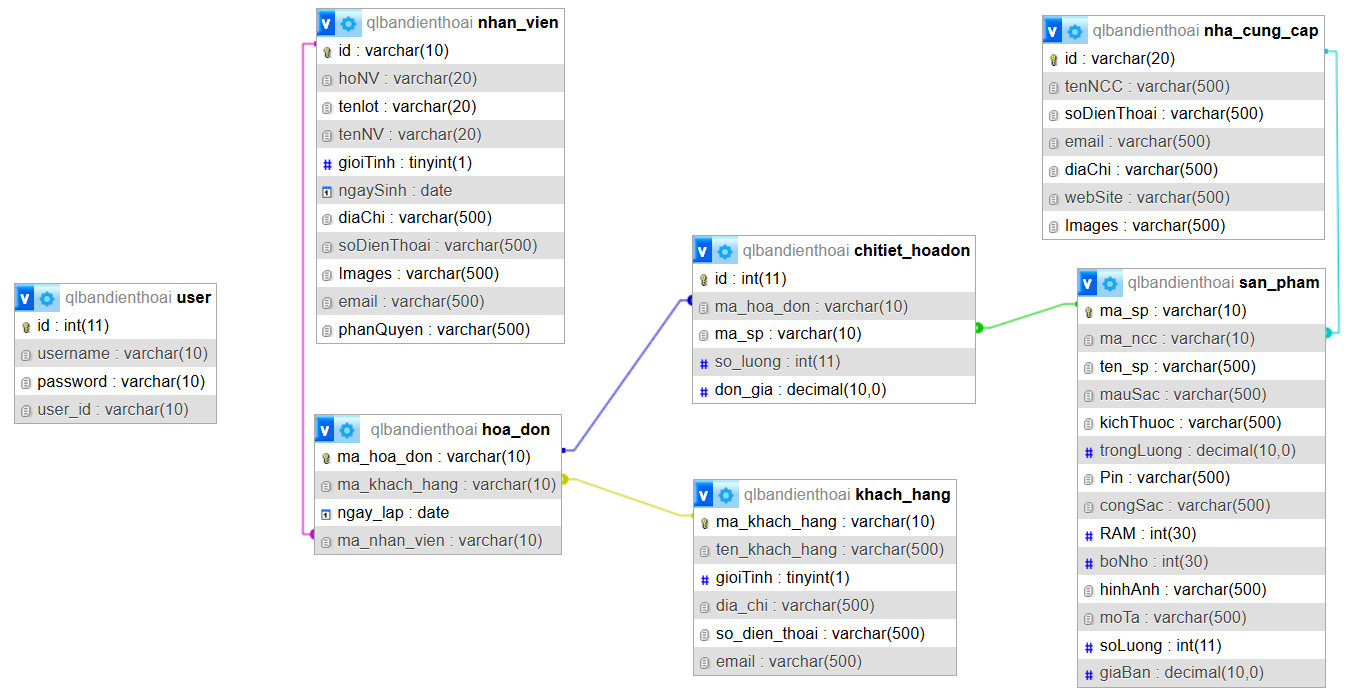 qlbandienthoai nhan_vien
id : varchar(10)
hoNV : varchar(20)
tenlot : varchar(20)
tenNV : varchar(20)
gioiTinh : tinyint(1)
ngaySinh : date
diaChi : varchar(500)
soDienThoai : varchar(500)
Images : varchar(500)
email : varchar(500)
phanQuyen : varchar(500)
qlbandienthoai nha_cung_cap
id : varchar(20)
tenNCC : varchar(500)
soDienThoai : varchar(500)
email : varchar(500)
diaChi : varchar(500)
webSite : varchar(500)
Images : varchar(500)
qlbandienthoai user
id : int(11)
username : varchar(10)
password : varchar(10)
user_id : varchar(10)
qlbandienthoai chitiet_hoadon
id : int(11)
ma_hoa_don : varchar(10)
ma_sp : varchar(10)
so_luong : int(11)
don_gia : decimal(10,0)
qlbandienthoai san_pham
ma_sp : varchar(10)
ma_ncc : varchar(10)
ten_sp : varchar(500)
mauSac : varchar(500)
kichThuoc : varchar(500)
trongLuong : decimal(10,0)
Pin : varchar(500)
congSac : varchar(500)
RAM : int(30)
boNho : int(30)
hinhAnh : varchar(500)
moTa : varchar(500)
soLuong : int(11)
giaBan : decimal(10,0)
qlbandienthoai hoa_don
ma_hoa_don : varchar(10)
ma_khach_hang : varchar(10)
ngay_lap : date
ma_nhan_vien : varchar(10)
qlbandienthoai khach_hang
ma_khach_hang : varchar(10)
ten_khach_hang : varchar(500)
gioiTinh : tinyint(1)
dia_chi : varchar(500)
so_dien_thoai : varchar(500)
email : varchar(500)